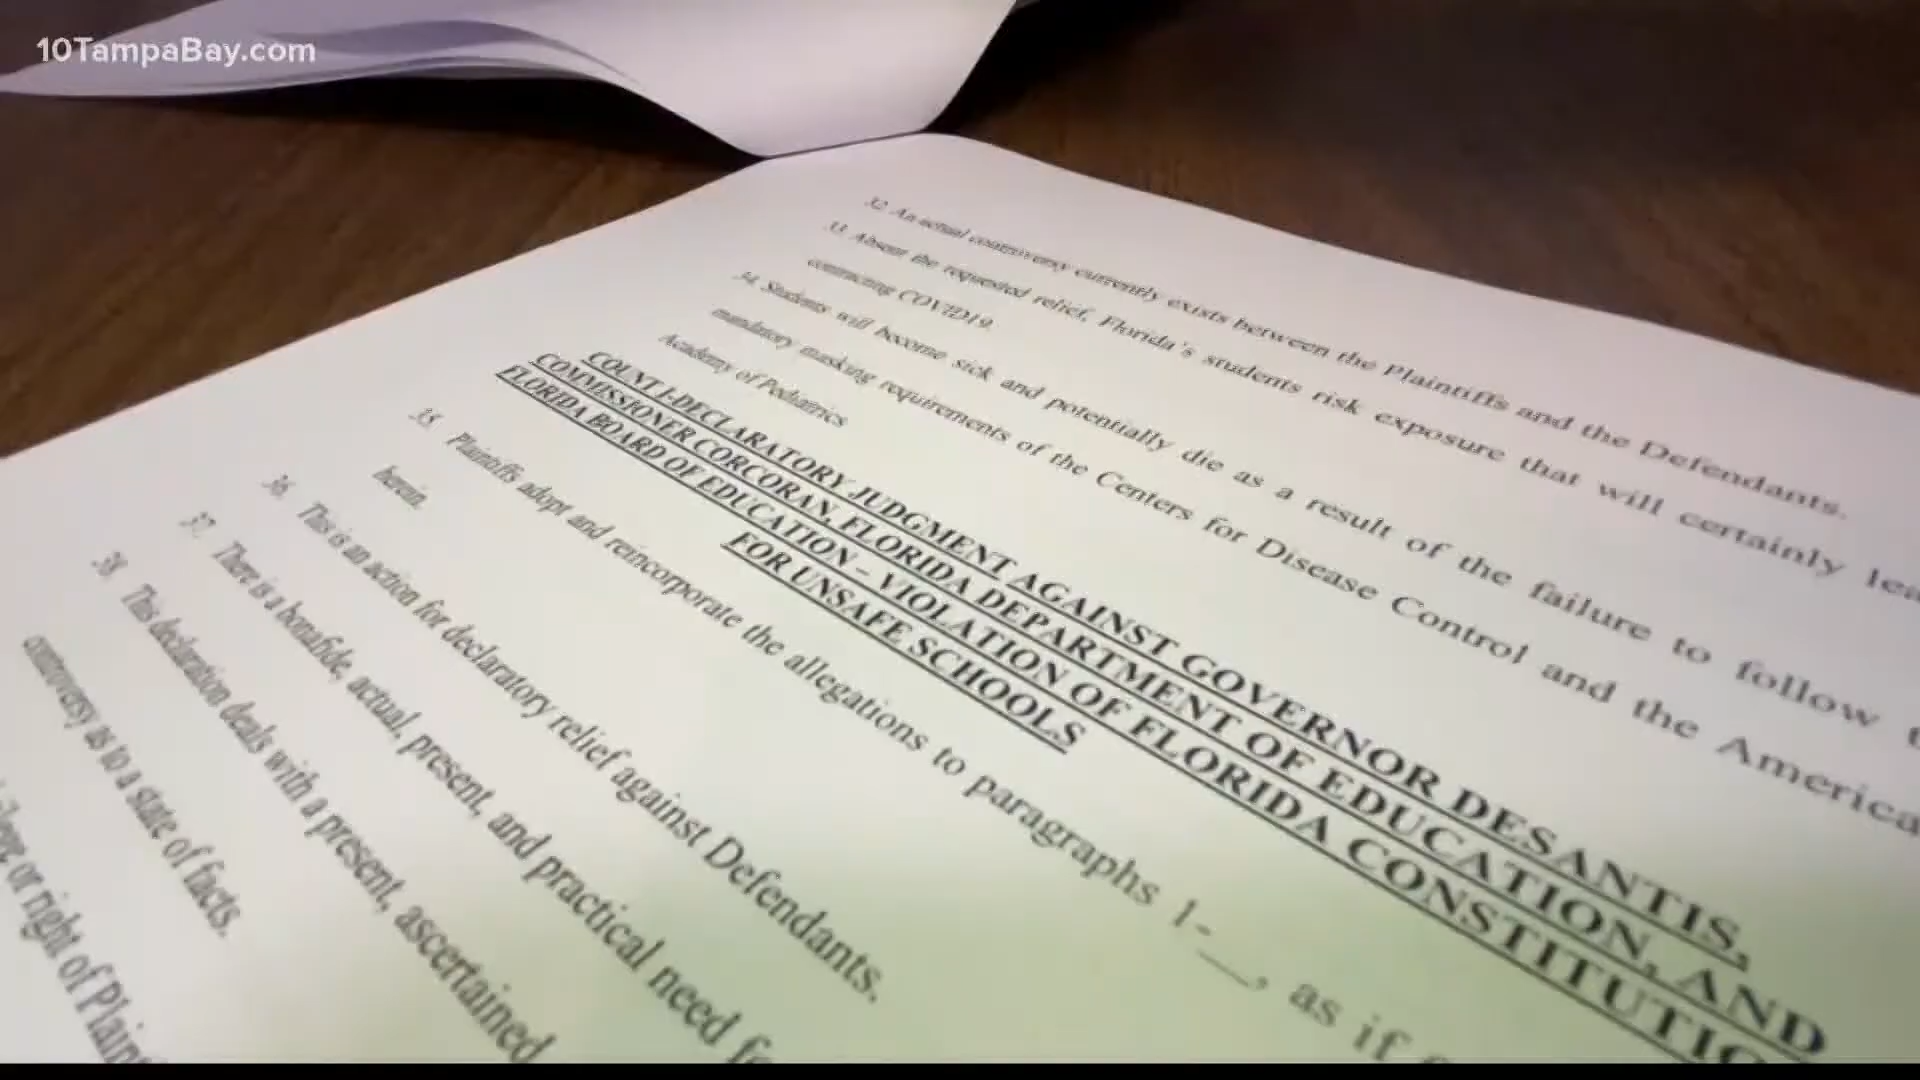 10TampaBay.com
32. An actual controversy currently exists between the Plaintiffs and the Defendants.
33. Absent the requested relief, Florida's students risk exposure that will certainly
contracting COVID19.
34. Students will become sick and potentially die as a result of the failure to follow
mandatory masking requirements of the Centers for Disease Control and the America
Academy of Pediatrics
COUNT I-DECLARATORY JUDGMENT AGAINST GOVERNOR DESANTIS,
COMMISSIONER CORCORAN, FLORIDA DEPARTMENT OF EDUCATION, AND
FLORIDA BOARD OF EDUCATION – VIOLATION OF FLORIDA CONSTITUTIO
FOR UNSAFE SCHOOLS
35. Plaintiffs adopt and reincorporate the allegations to paragraphs 1-__, as if
herein.
36. This is an action for declaratory relief against Defendants.
37. There is a bonafide, actual, present, and practical need
38. This declaration deals with a present, ascertained
controversy as to a state of facts.
or right of Plain